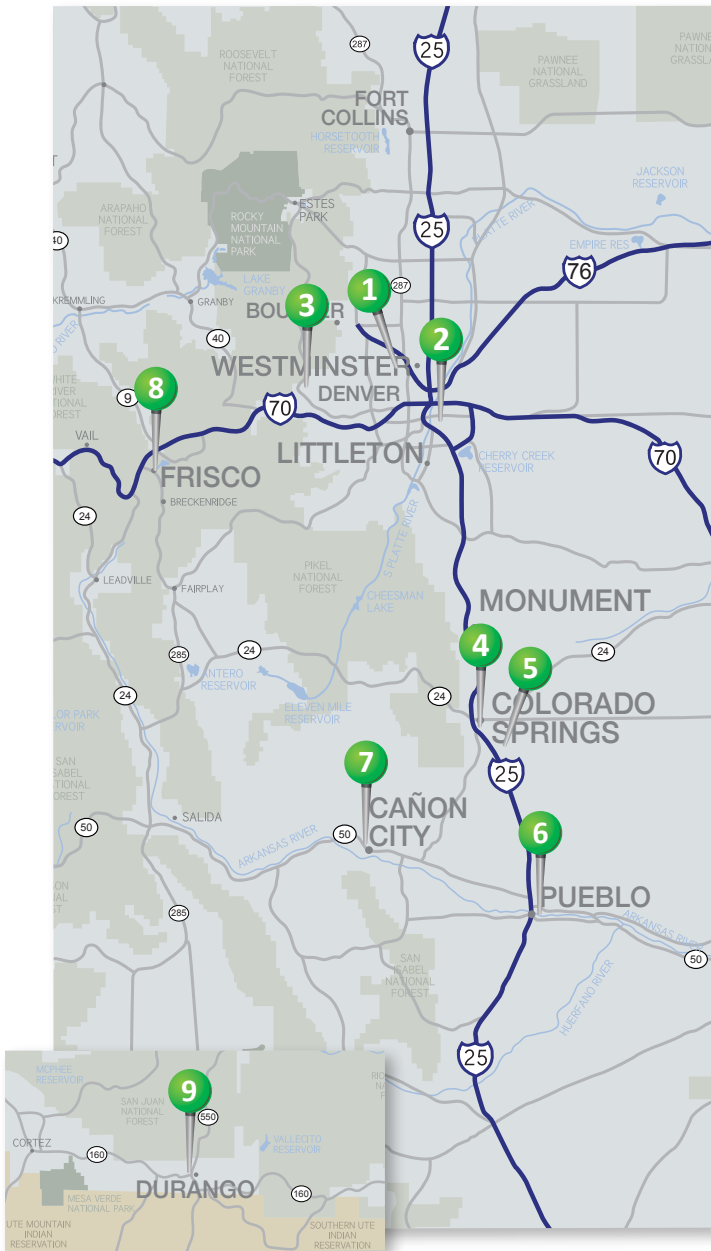 25
287
ROOSEVELT
NATIONAL
FOREST
PAWNEE
NATIONAL
GRASSLAND
FORT
COLLINS
HORSETOOTH
RESERVOIR
JACKSON
RESERVOIR
ARAPAHO
NATIONAL
FOREST
ESTES
PARK
ROCKY
MOUNTAIN
NATIONAL
PARK
25
PLATTE RIVER
EMPIRE RES
40
76
LAKE
GRANBY
KREMMLING
GRANBY
3
1
287
BOULDER
2
40
WESTMINSTER
DENVER
8
9
70
VAIL
FRISCO
LITTLETON
CHERRY CREEK
RESERVOIR
70
BRECKENRIDGE
24
S PLATTE RIVER
PIKEL
NATIONAL
FOREST
LEADVILLE
FAIRPLAY
CHEESMAN
LAKE
MONUMENT
4
5
24
285
24
ANTERO
RESERVOIR
ELEVEN MILE
RESERVOIR
24
24
COLORADO
SPRINGS
25
7
SALIDA
50
CAÑON
CITY
50
ARKANSAS RIVER
6
PUEBLO
ARKANSAS RIVER
50
285
SAN
ISABEL
NATIONAL
FOREST
HUERFANO RIVER
25
MCPHEE
RESERVOIR
9
SAN JUAN
NATIONAL
FOREST
550
CORTEZ
160
VALLECITO
RESERVOIR
DURANGO
160
MESA VERDE
NATIONAL PARK
UTE MOUNTAIN
INDIAN
RESERVATION
SOUTHERN UTE
INDIAN
RESERVATION